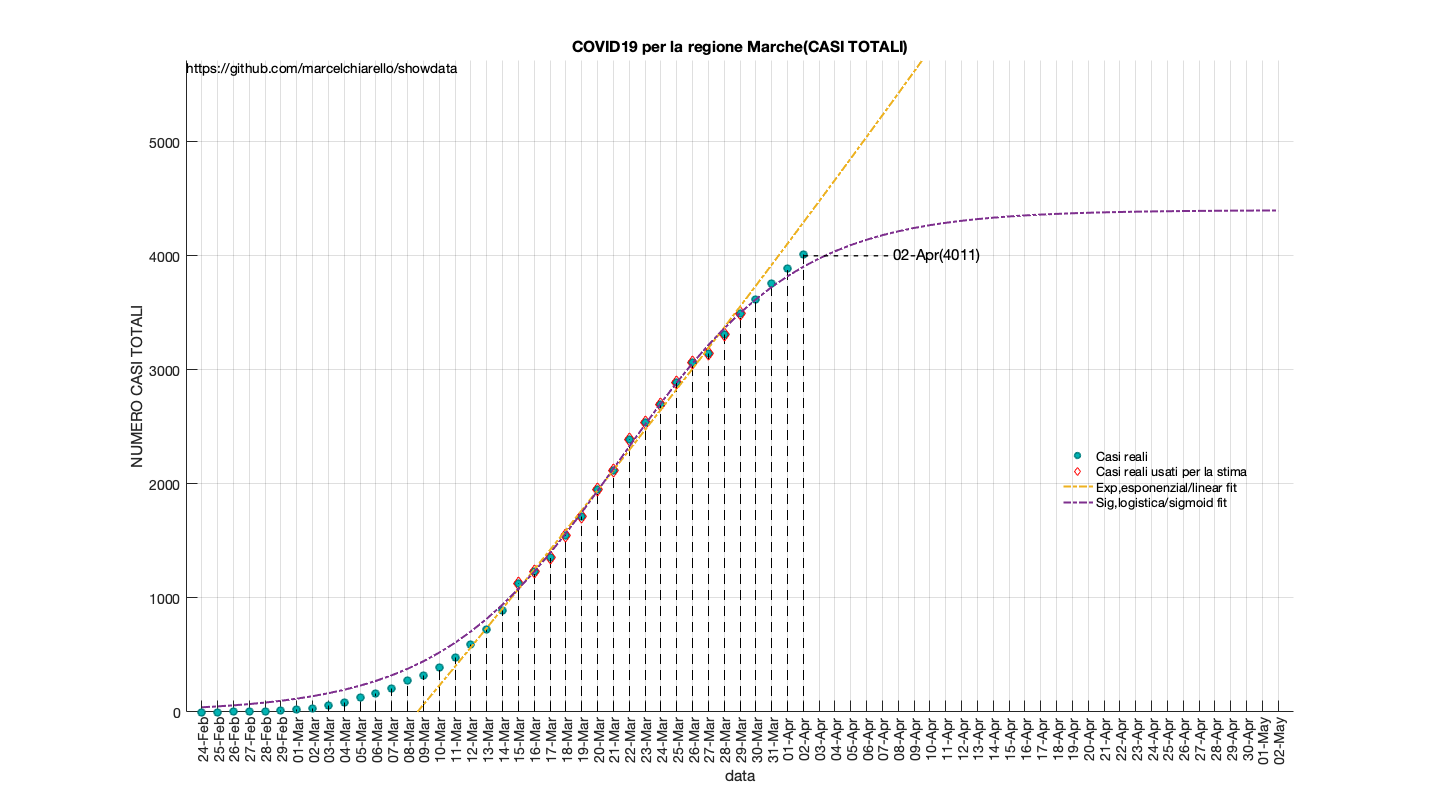 COVID19 per la regione Marche(CASI TOTALI)
https://github.com/marcelchiarello/showdata
NUMERO CASI TOTALI
5000
4000
3000
2000
1000
0
02-Apr(4011)
Casi reali
Casi reali usati per la stima
Exp,esponenzial/linear fit
Sig,logistica/sigmoid fit
24-Feb
25-Feb
26-Feb
27-Feb
28-Feb
29-Feb
01-Mar
02-Mar
03-Mar
04-Mar
05-Mar
06-Mar
07-Mar
08-Mar
09-Mar
10-Mar
11-Mar
12-Mar
13-Mar
14-Mar
15-Mar
16-Mar
17-Mar
18-Mar
19-Mar
20-Mar
21-Mar
22-Mar
23-Mar
24-Mar
25-Mar
26-Mar
27-Mar
28-Mar
29-Mar
30-Mar
31-Mar
01-Apr
02-Apr
03-Apr
04-Apr
05-Apr
06-Apr
07-Apr
08-Apr
09-Apr
10-Apr
11-Apr
12-Apr
13-Apr
14-Apr
15-Apr
16-Apr
17-Apr
18-Apr
19-Apr
20-Apr
21-Apr
22-Apr
23-Apr
24-Apr
25-Apr
26-Apr
27-Apr
28-Apr
29-Apr
30-Apr
01-May
02-May
data